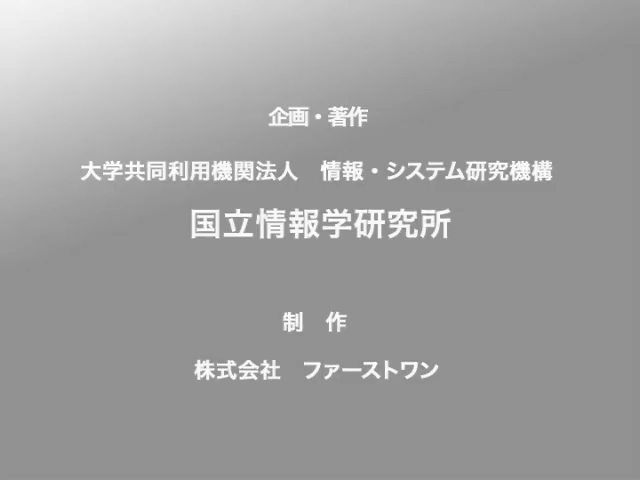 企画・著作
大学共同利用機関法人　情報・システム研究機構
国立情報学研究所
制　作
株式会社　ファーストワン